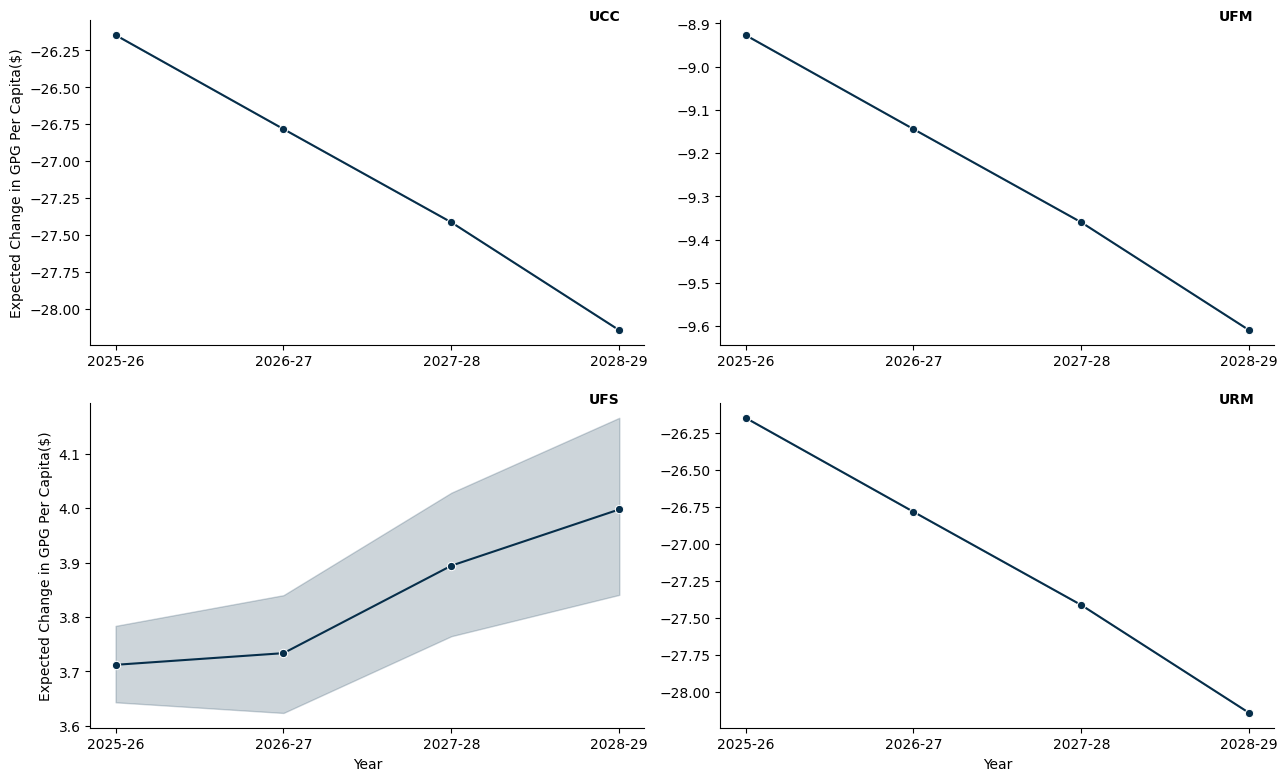 UCC
Expected Change in GPG Per Capita($)
−26.25
−26.50
−26.75
−27.00
−27.25
−27.50
−27.75
−28.00
2025-26 2026-27 2027-28 2028-29
UFM
−8.9
−9.0
−9.1
−9.2
−9.3
−9.4
−9.5
−9.6
2025-26 2026-27 2027-28 2028-29
UFS
Expected Change in GPG Per Capita($)
4.1
4.0
3.9
3.8
3.7
3.6
2025-26 2026-27 2027-28 2028-29
Year
URM
−26.25
−26.50
−26.75
−27.00
−27.25
−27.50
−27.75
−28.00
2025-26 2026-27 2027-28 2028-29
Year